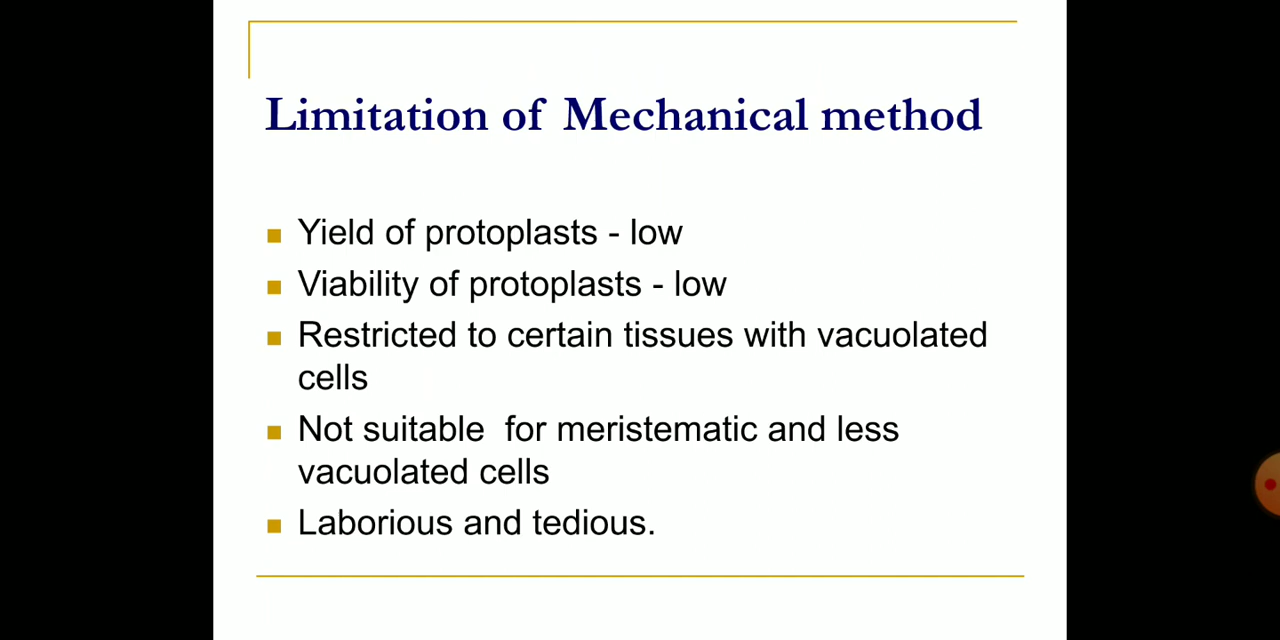 Limitation of Mechanical method
Yield of protoplasts - low
Viability of protoplasts - low
Restricted to certain tissues with vacuolated
cells
Not suitable  for meristematic and less
vacuolated cells
Laborious and tedious.